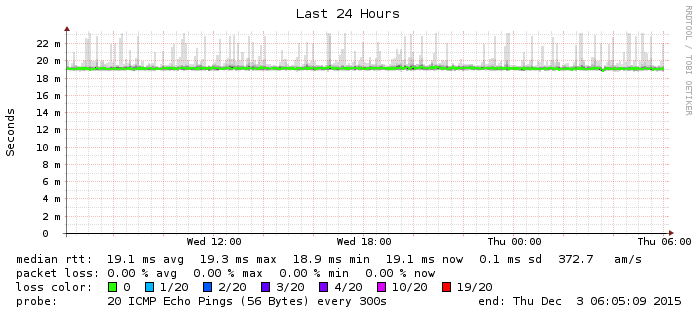 Last 24 Hours
RRDTOOL / TOBI OETIKER
Seconds
22 m
20 m
18 m
16 m
14 m
12 m
10 m
8 m
6 m
4 m
2 m
0
Wed 12:00 Wed 18:00 Thu 00:00 Thu 06:00
median rtt: 19.1 ms avg 19.3 ms max 18.9 ms min 19.1 ms now 0.1 ms sd 372.7 am/s
packet loss: 0.00 % avg 0.00 % max 0.00 % min 0.00 % now
loss color: 0 1/20 2/20 3/20 4/20 10/20 19/20
probe: 20 ICMP Echo Pings (56 Bytes) every 300s end: Thu Dec 3 06:05:09 2015